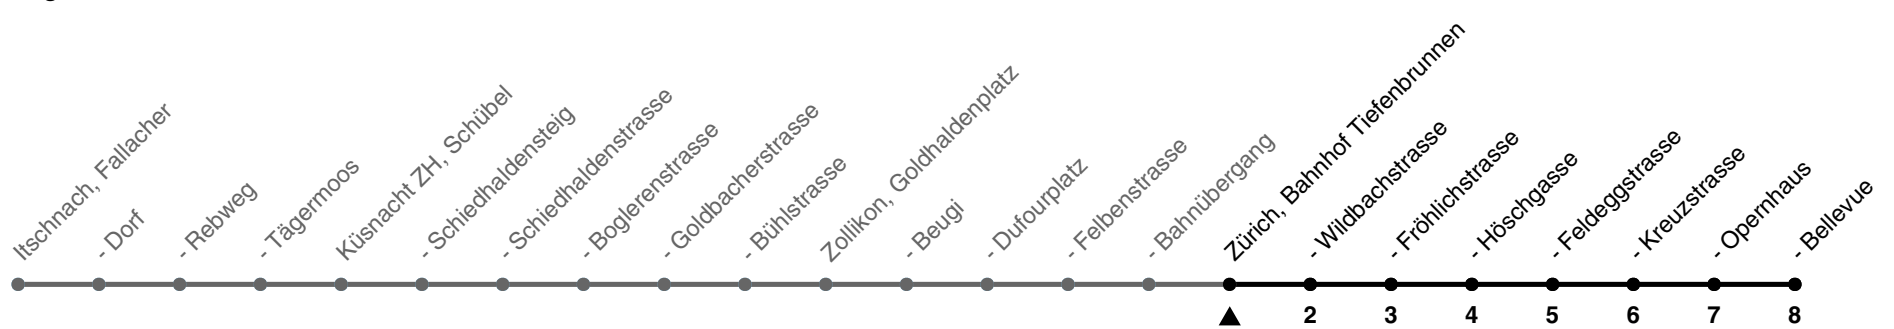 Itschnach, Fallacher
- Dorf
- Rebweg
- Tägermoos
Küsnacht ZH, Schübel
- Schiedhaldensteig
- Schiedhaldenstrasse
- Boglerenstrasse
- Goldbacherstrasse
- Bühlstrasse
Zollikon, Goldhaldenplatz
- Beugi
- Dufourplatz
- Felbenstrasse
- Bahnübergang
Zürich, Bahnhof Tiefenbrunnen
- Wildbachstrasse
- Fröhlichstrasse
- Höschgasse
- Feldeggstrasse
- Kreuzstrasse
- Opernhaus
- Bellevue
2 3 4 5 6 7 8